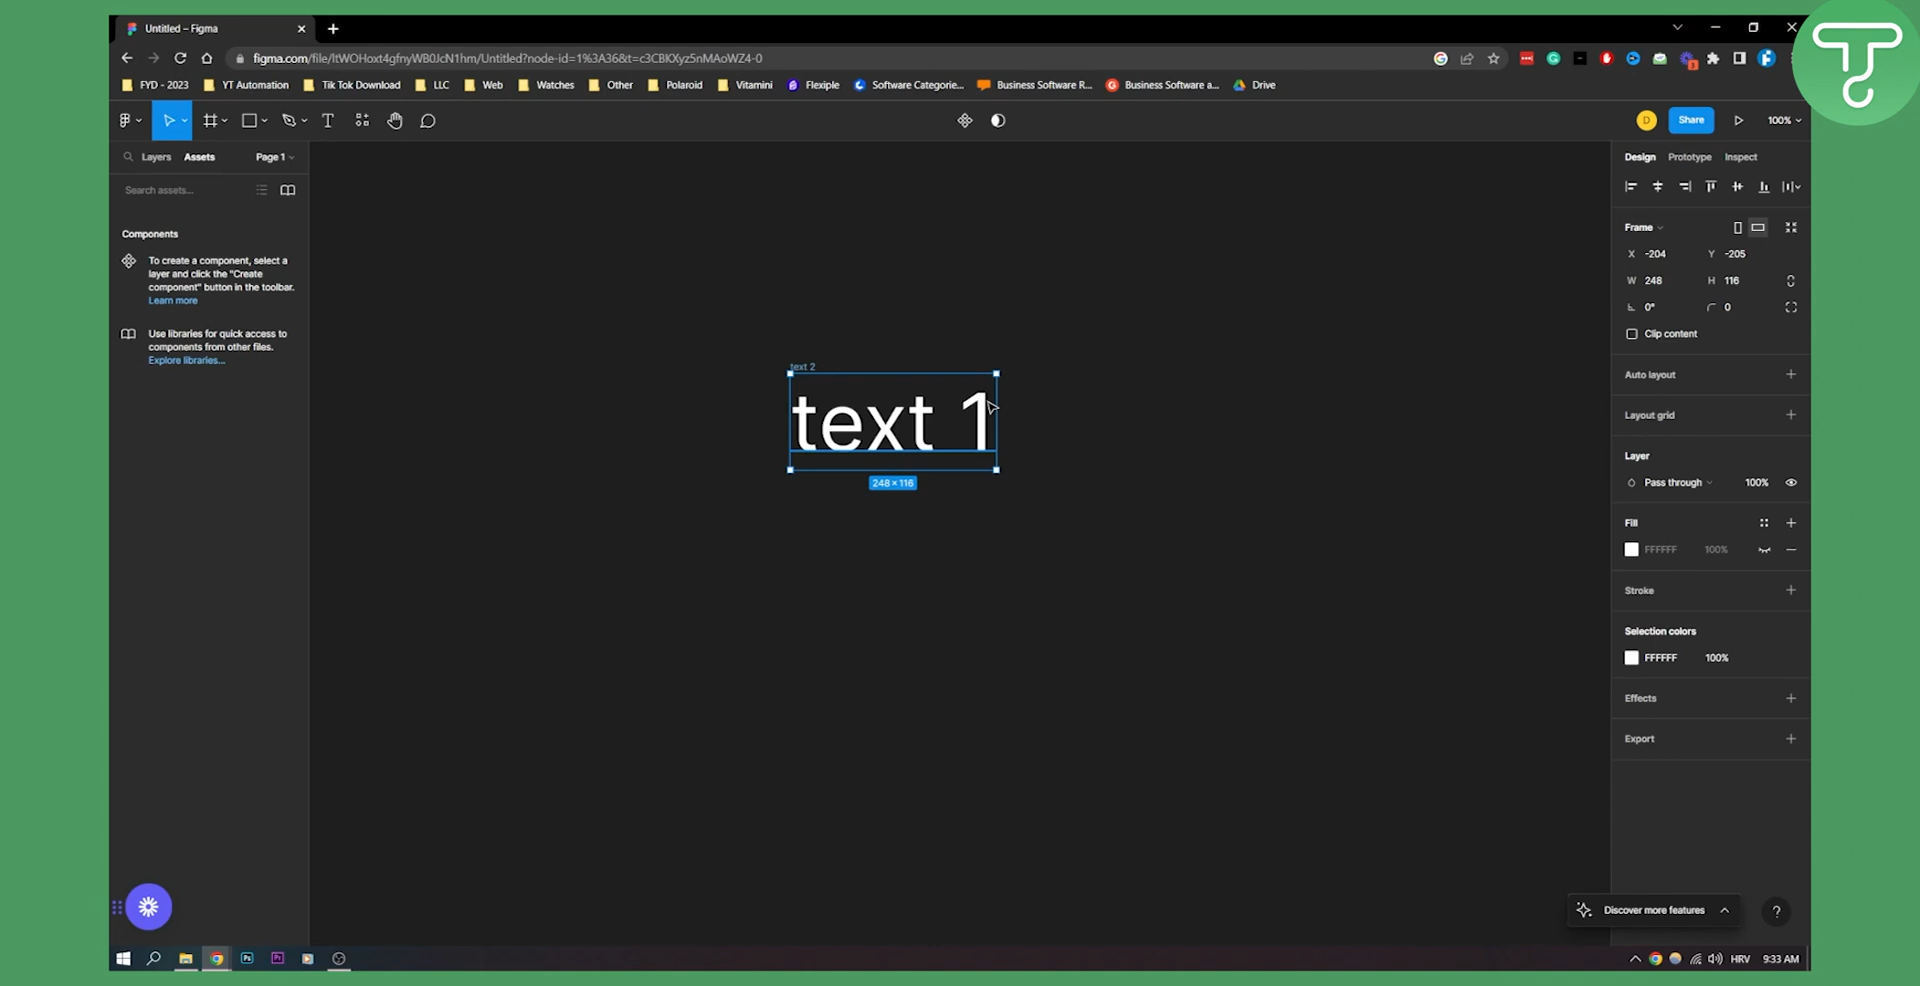 Untitled – Figma
figma.com/file/ltWOHoxt4gfnyWB0JcN1hm/Untitled?node-id=1%3A36&t=c3CBKXyz5nMAoWZ4-0
FYD - 2023 YT Automation Tik Tok Download LLC Web Watches Other Polaroid Vitamini Flexiple Software Categorie... Business Software R... Business Software a... Drive
D Share 100%
Layers Assets Page 1
Design Prototype Inspect
Search assets...
Components
To create a component, select a
layer and click the "Create
component" button in the toolbar.
Learn more
Use libraries for quick access to
components from other files.
Explore libraries...
text 2
text 1
248 × 116
Frame
X -204 Y -205
W 248 H 116
0° 0
Clip content
Auto layout
Layout grid
Layer
Pass through 100%
Fill
FFFFFF 100%
Stroke
Selection colors
FFFFFF 100%
Effects
Export
Discover more features
?
Ps Pr
HRV 9:33 AM